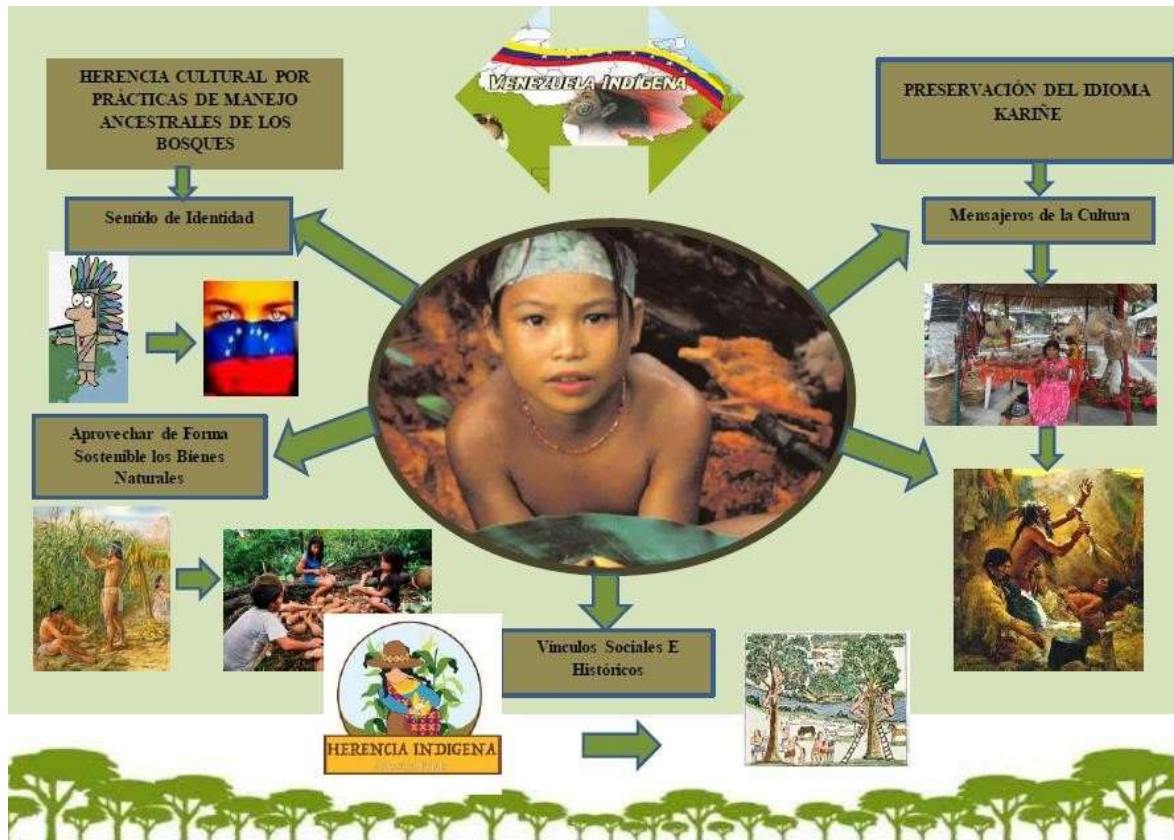 HERENCIA CULTURAL POR
PRÁCTICAS DE MANEJO
ANCESTRALES DE LOS
BOSQUES
VENEZUELA INDÍGENA
PRESERVACIÓN DEL IDIOMA
KARIÑE
Sentido de Identidad
Mensajeros de la Cultura
Aprovechar de Forma
Sostenible los Bienes
Naturales
Vínculos Sociales E
Históricos
HERENCIA INDIGENA